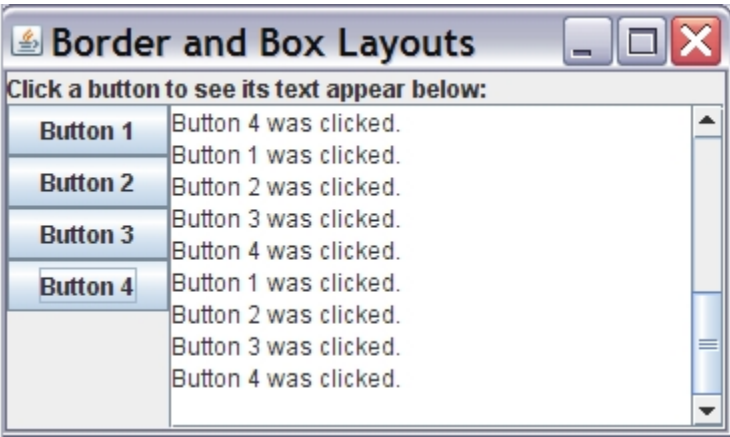 Border and Box Layouts
Click a button to see its text appear below:
Button 1
Button 2
Button 3
Button 4
Button 4 was clicked.
Button 1 was clicked.
Button 2 was clicked.
Button 3 was clicked.
Button 4 was clicked.
Button 1 was clicked.
Button 2 was clicked.
Button 3 was clicked.
Button 4 was clicked.